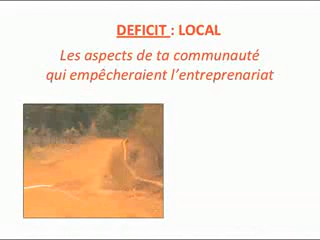 DEFICIT : LOCAL
Les aspects de ta communauté
qui empêcheraient l'entreprenariat